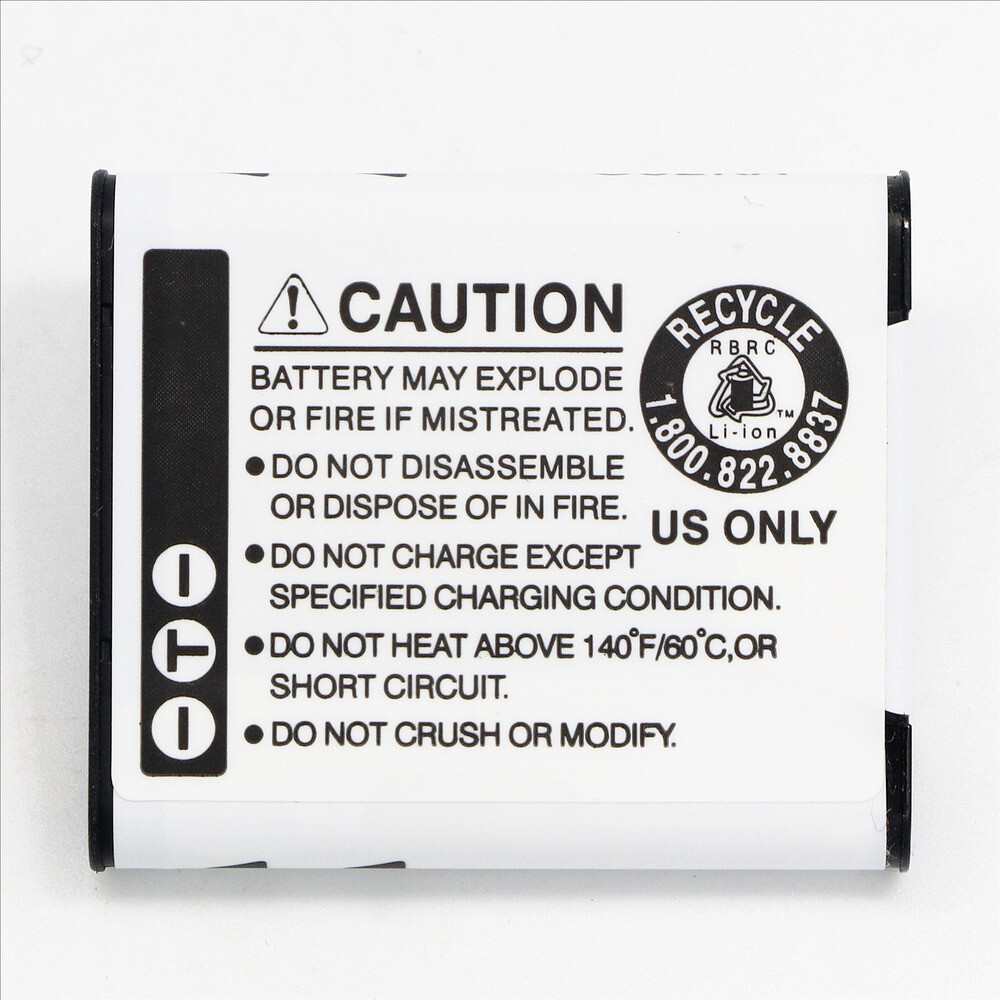 CAUTION
BATTERY MAY EXPLODE
OR FIRE IF MISTREATED.
● DO NOT DISASSEMBLE
OR DISPOSE OF IN FIRE.
● DO NOT CHARGE EXCEPT
SPECIFIED CHARGING CONDITION.
● DO NOT HEAT ABOVE 140°F/60°C,OR
SHORT CIRCUIT.
● DO NOT CRUSH OR MODIFY.
RECYCLE
RBRC
Li-ion
TM
1.800.822.8837
US ONLY
T